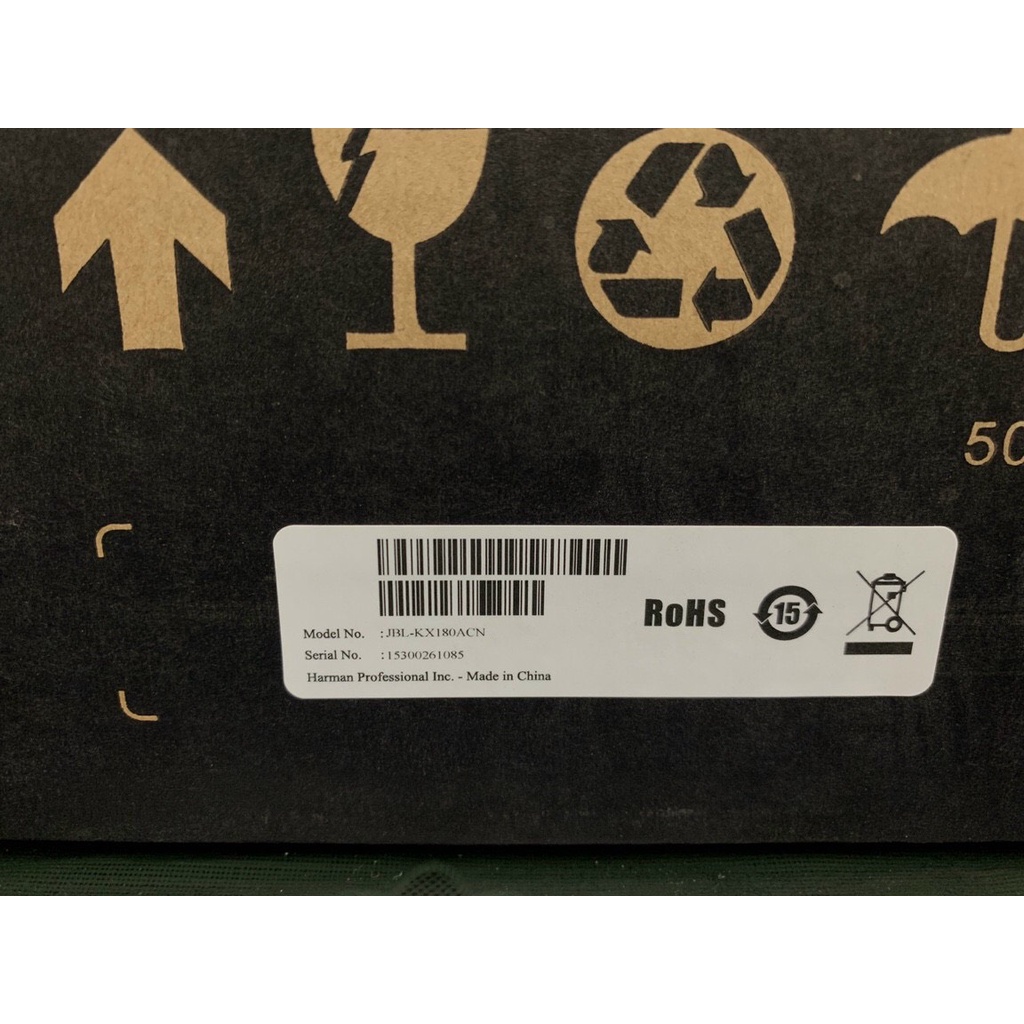 50
RoHS
15
Model No. :JBL-KX180ACN
Serial No. :15300261085
Harman Professional Inc. - Made in China